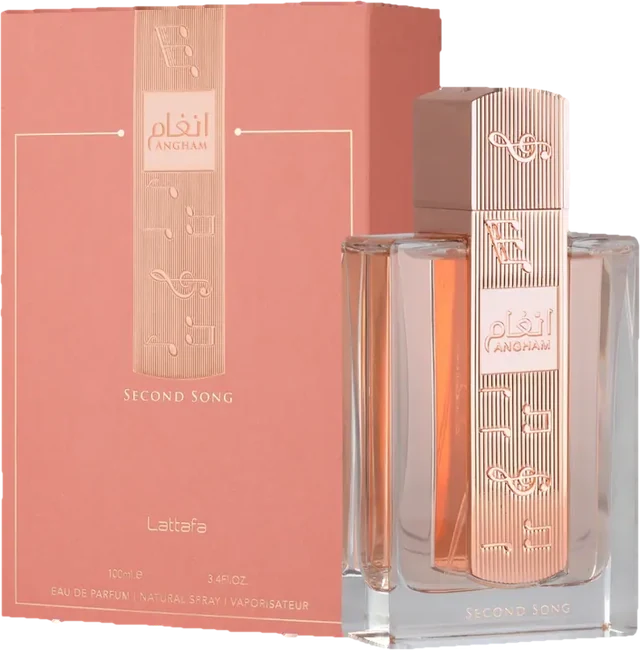 انغام
ANGHAM
SECOND SONG
Lattafa
100ml.℮ 3.4Fl.OZ.
EAU DE PARFUM | NATURAL SPRAY | VAPORISATEUR
انغام
ANGHAM
SECOND SONG